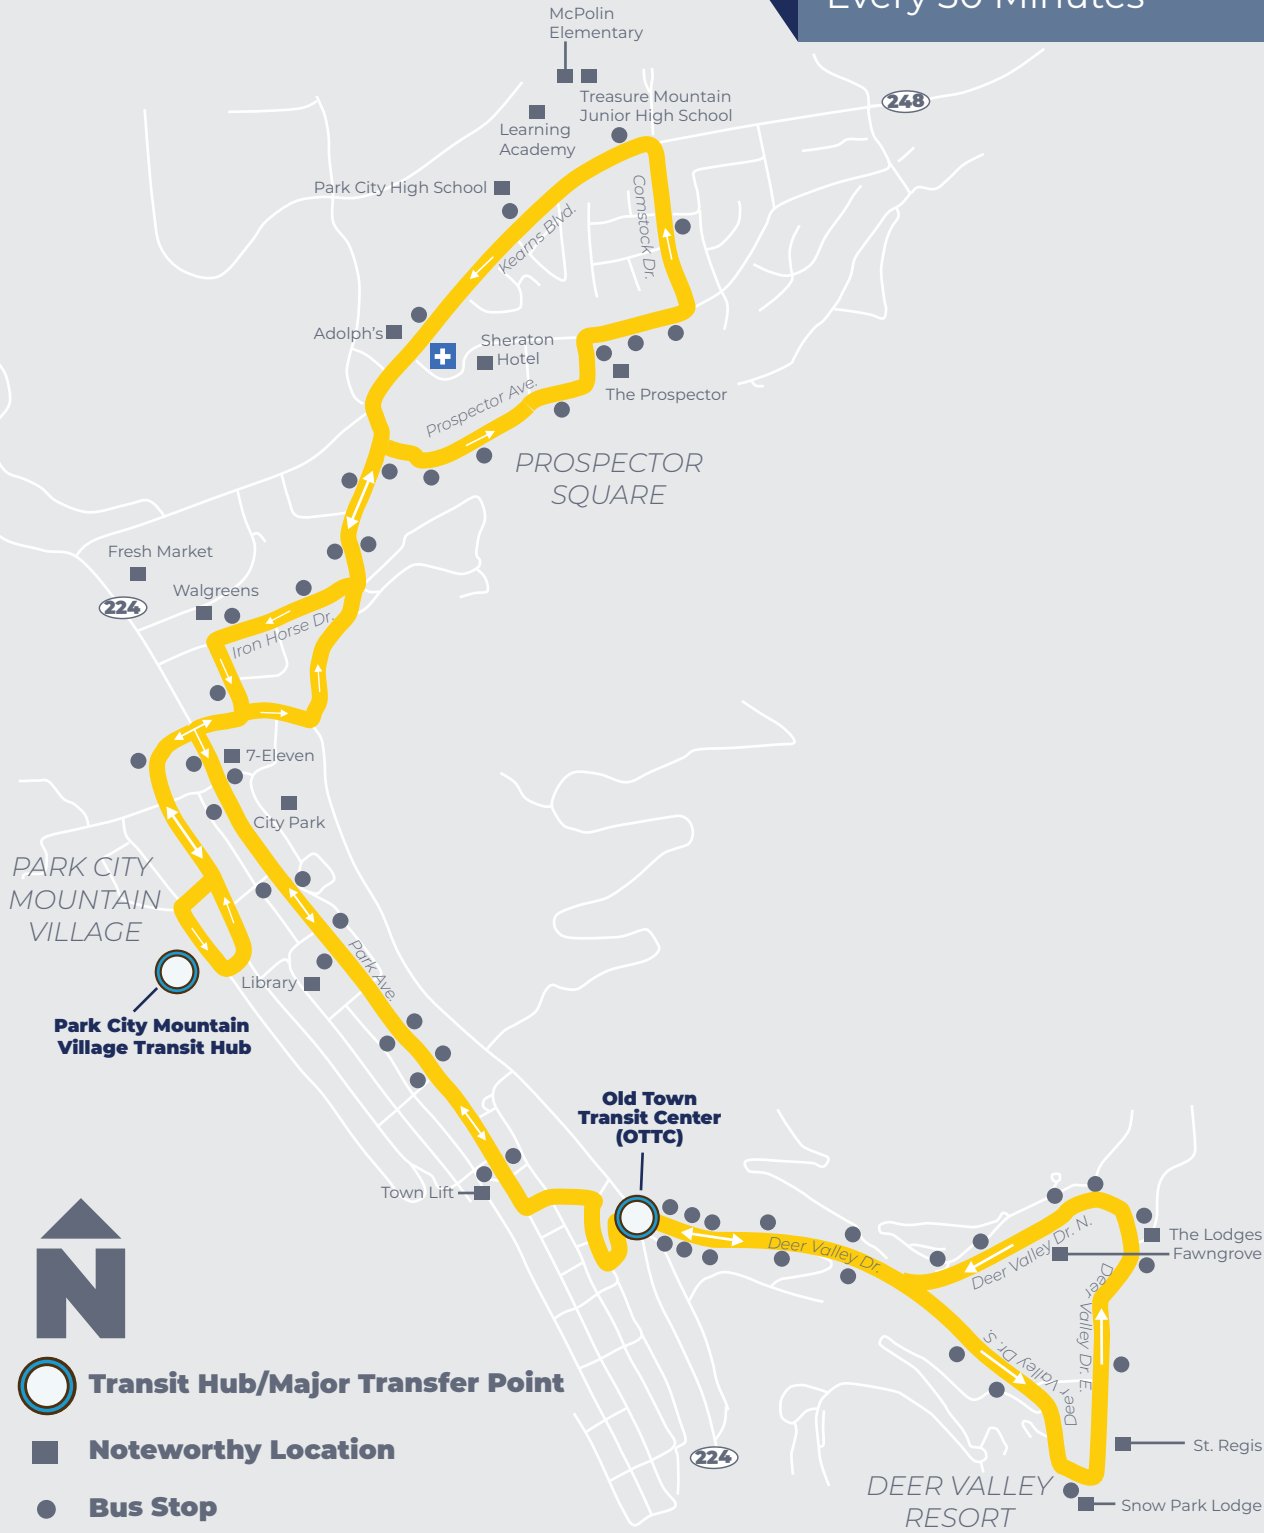 Every 30 Minutes
McPolin
Elementary
Treasure Mountain
Junior High School
248
Learning
Academy
Park City High School
Comstock Dr.
Kearns Blvd.
Adolph's
Sheraton
Hotel
The Prospector
Prospector Ave.
PROSPECTOR
SQUARE
Fresh Market
Walgreens
224
Iron Horse Dr.
7-Eleven
City Park
PARK CITY
MOUNTAIN
VILLAGE
Park Ave.
Library
Park City Mountain
Village Transit Hub
Old Town
Transit Center
(OTTC)
Town Lift
Deer Valley Dr.
Deer Valley Dr. N.
The Lodges
Fawngrove
Deer Valley Dr. E.
Deer Valley Dr. S.
N
Transit Hub/Major Transfer Point
Noteworthy Location
Bus Stop
224
St. Regis
DEER VALLEY
RESORT
Snow Park Lodge